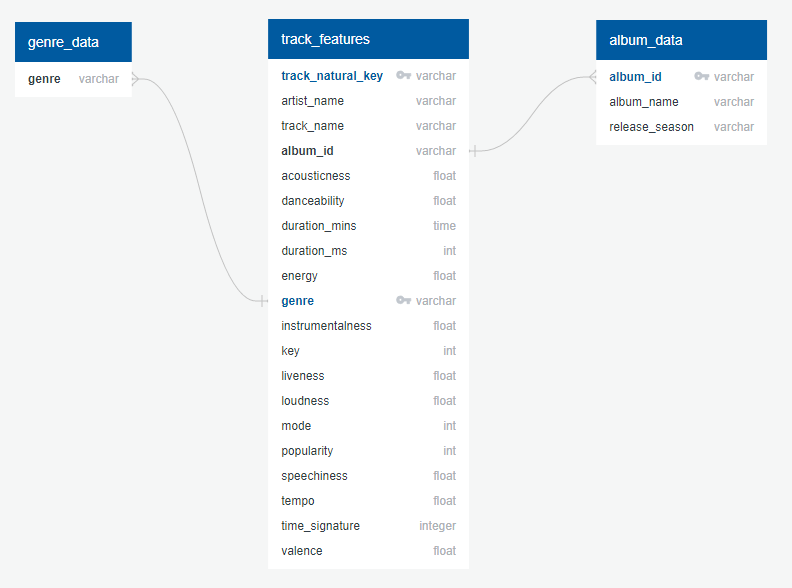 genre_data
genre varchar
track_features
track_natural_key varchar
artist_name varchar
track_name varchar
album_id varchar
acousticness float
danceability float
duration_mins time
duration_ms int
energy float
genre varchar
instrumentalness float
key int
liveness float
loudness float
mode int
popularity int
speechiness float
tempo float
time_signature integer
valence float
album_data
album_id varchar
album_name varchar
release_season varchar